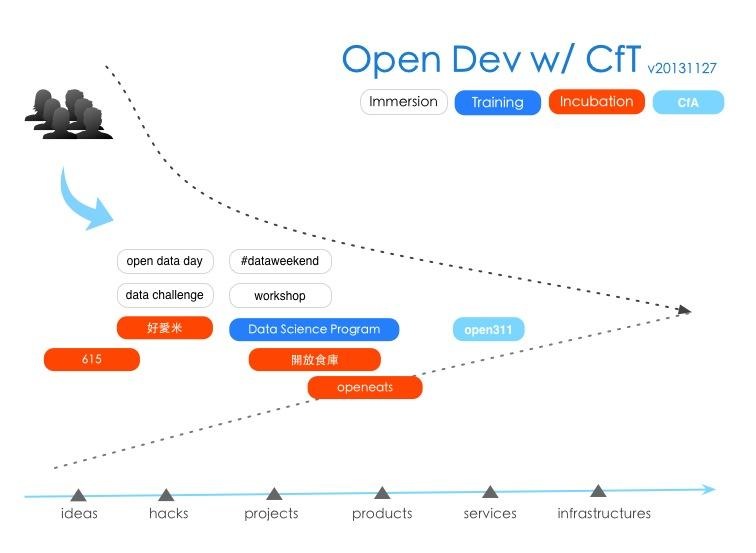 Open Dev w/ CfT v20131127
Immersion Training Incubation CfA
open data day #dataweekend
data challenge workshop
好愛米 Data Science Program open311
615 開放食庫
openeats
ideas hacks projects products services infrastructures